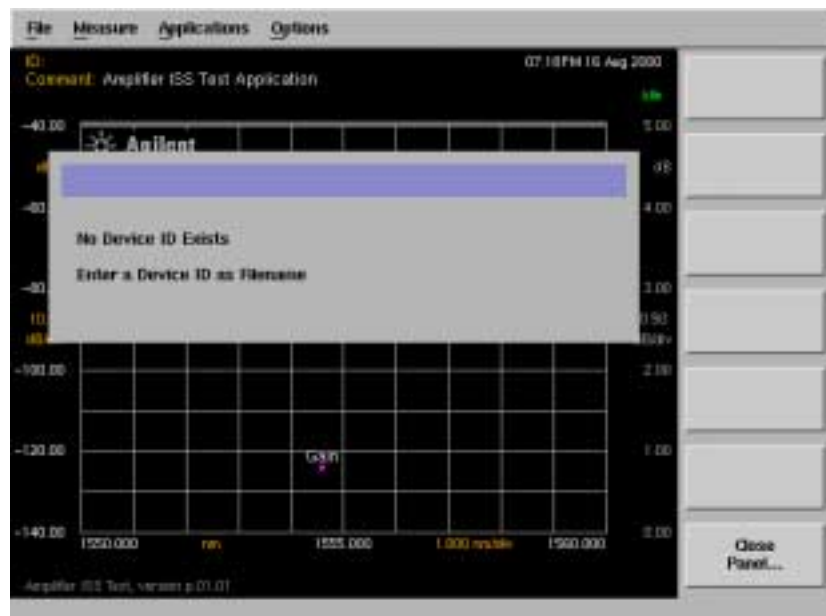 File Measure Applications Options
ID:
07:18PM 16 Aug 2000
Comment: Amplifier ISS Test Application
-40.00
5.00
Agilent
dB
4.00
No Device ID Exists
Enter a Device ID as Filename
3.00
-100.00
2.00
-120.00
1.00
Gain
-140.00
0.00
1550.000 nm 1555.000 1.000 nm/div 1560.000
Close
Panel...
Amplifier ISS Test, version p.01.01